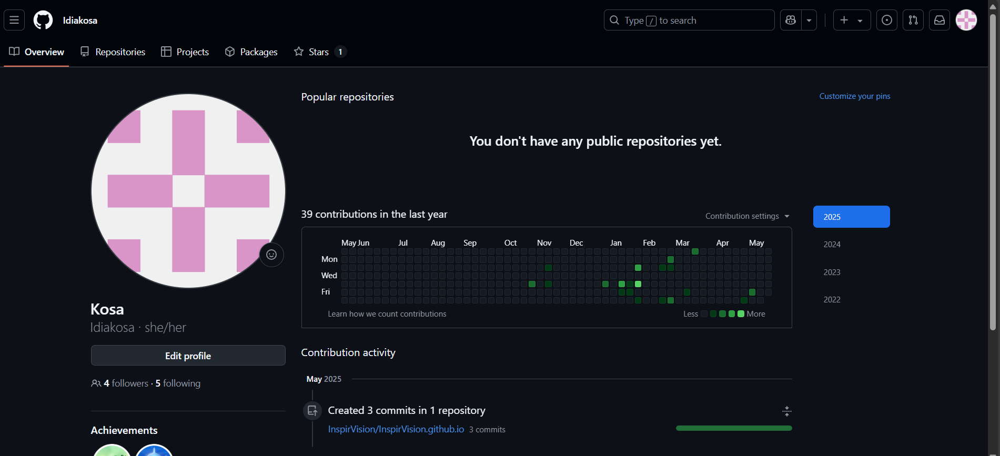 Idiakosa
Type / to search
Overview
Repositories
Projects
Packages
Stars 1
Popular repositories
Customize your pins
You don't have any public repositories yet.
39 contributions in the last year
Contribution settings
2025
2024
2023
2022
May Jun Jul Aug Sep Oct Nov Dec Jan Feb Mar Apr May
Mon
Wed
Fri
Learn how we count contributions
Less More
Kosa
Idiakosa · she/her
Edit profile
4 followers · 5 following
Achievements
Contribution activity
May 2025
Created 3 commits in 1 repository
InspirVision/InspirVision.github.io 3 commits